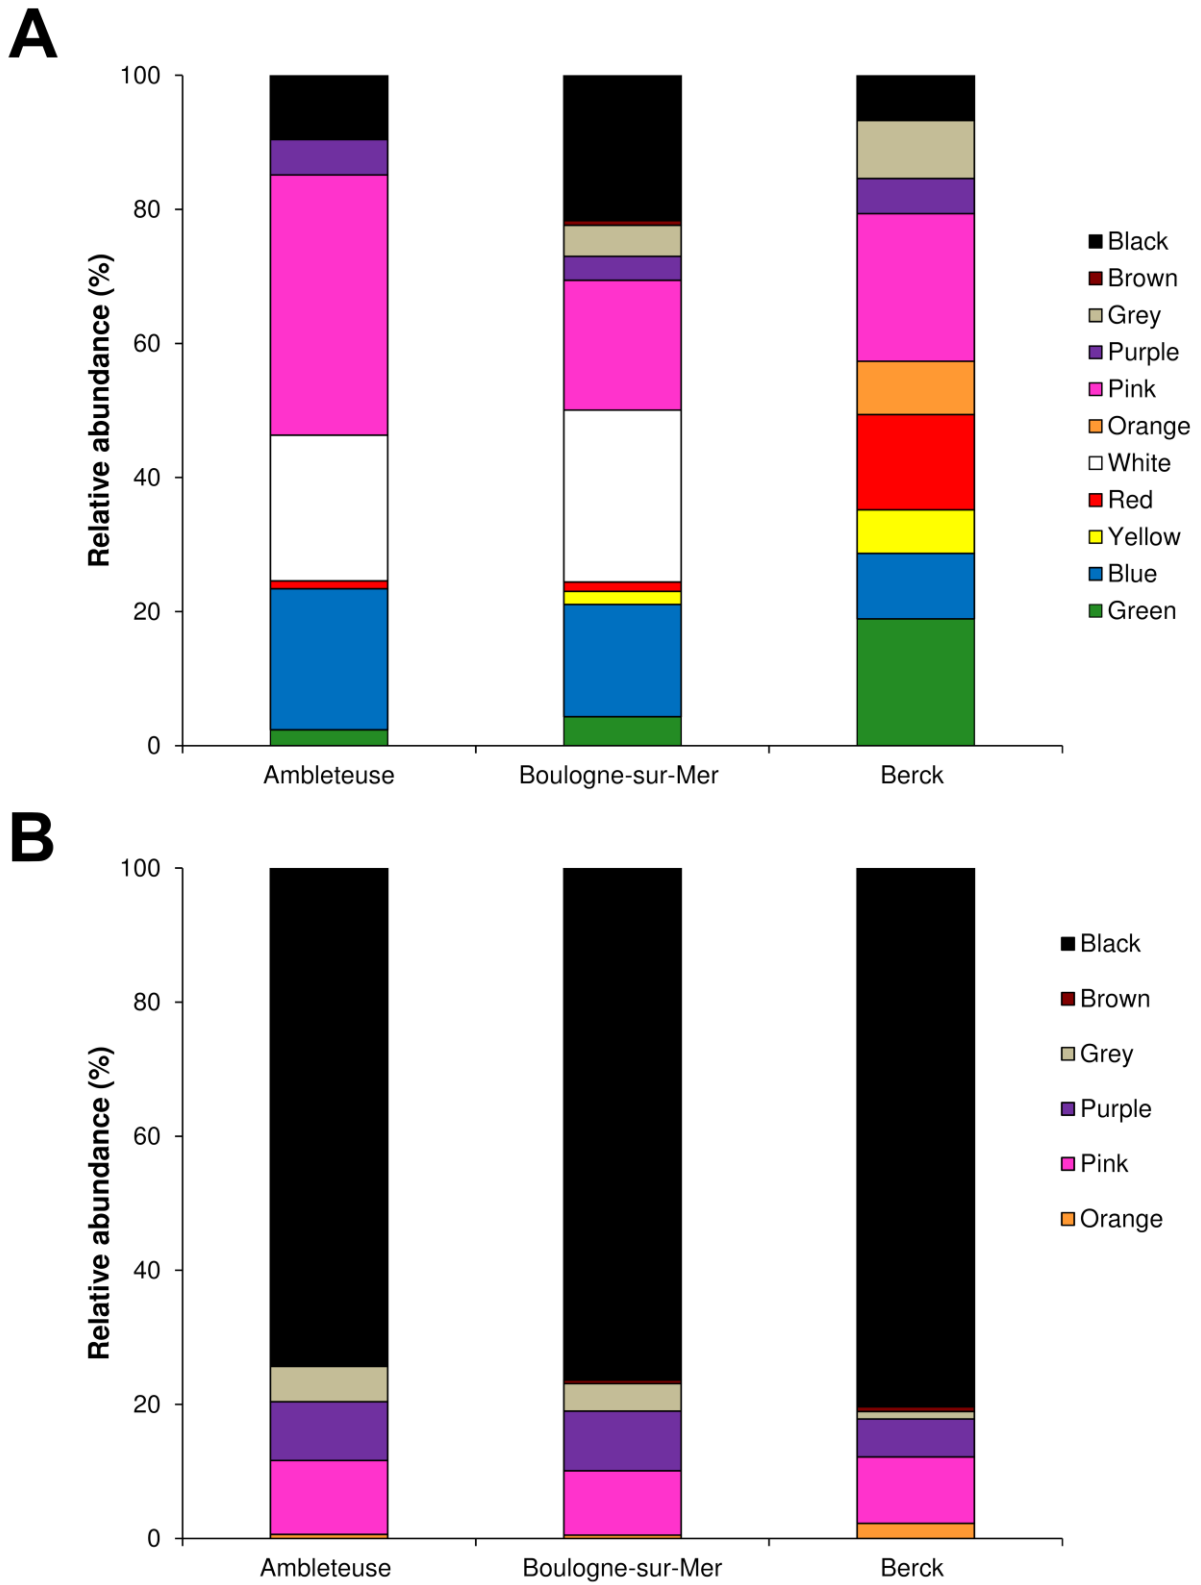 A
Relative abundance (%)
100
80
60
40
20
0
Ambleteuse
Boulogne-sur-Mer
Berck
Black
Brown
Grey
Purple
Pink
Orange
White
Red
Yellow
Blue
Green
B
Relative abundance (%)
100
80
60
40
20
0
Ambleteuse
Boulogne-sur-Mer
Berck
Black
Brown
Grey
Purple
Pink
Orange